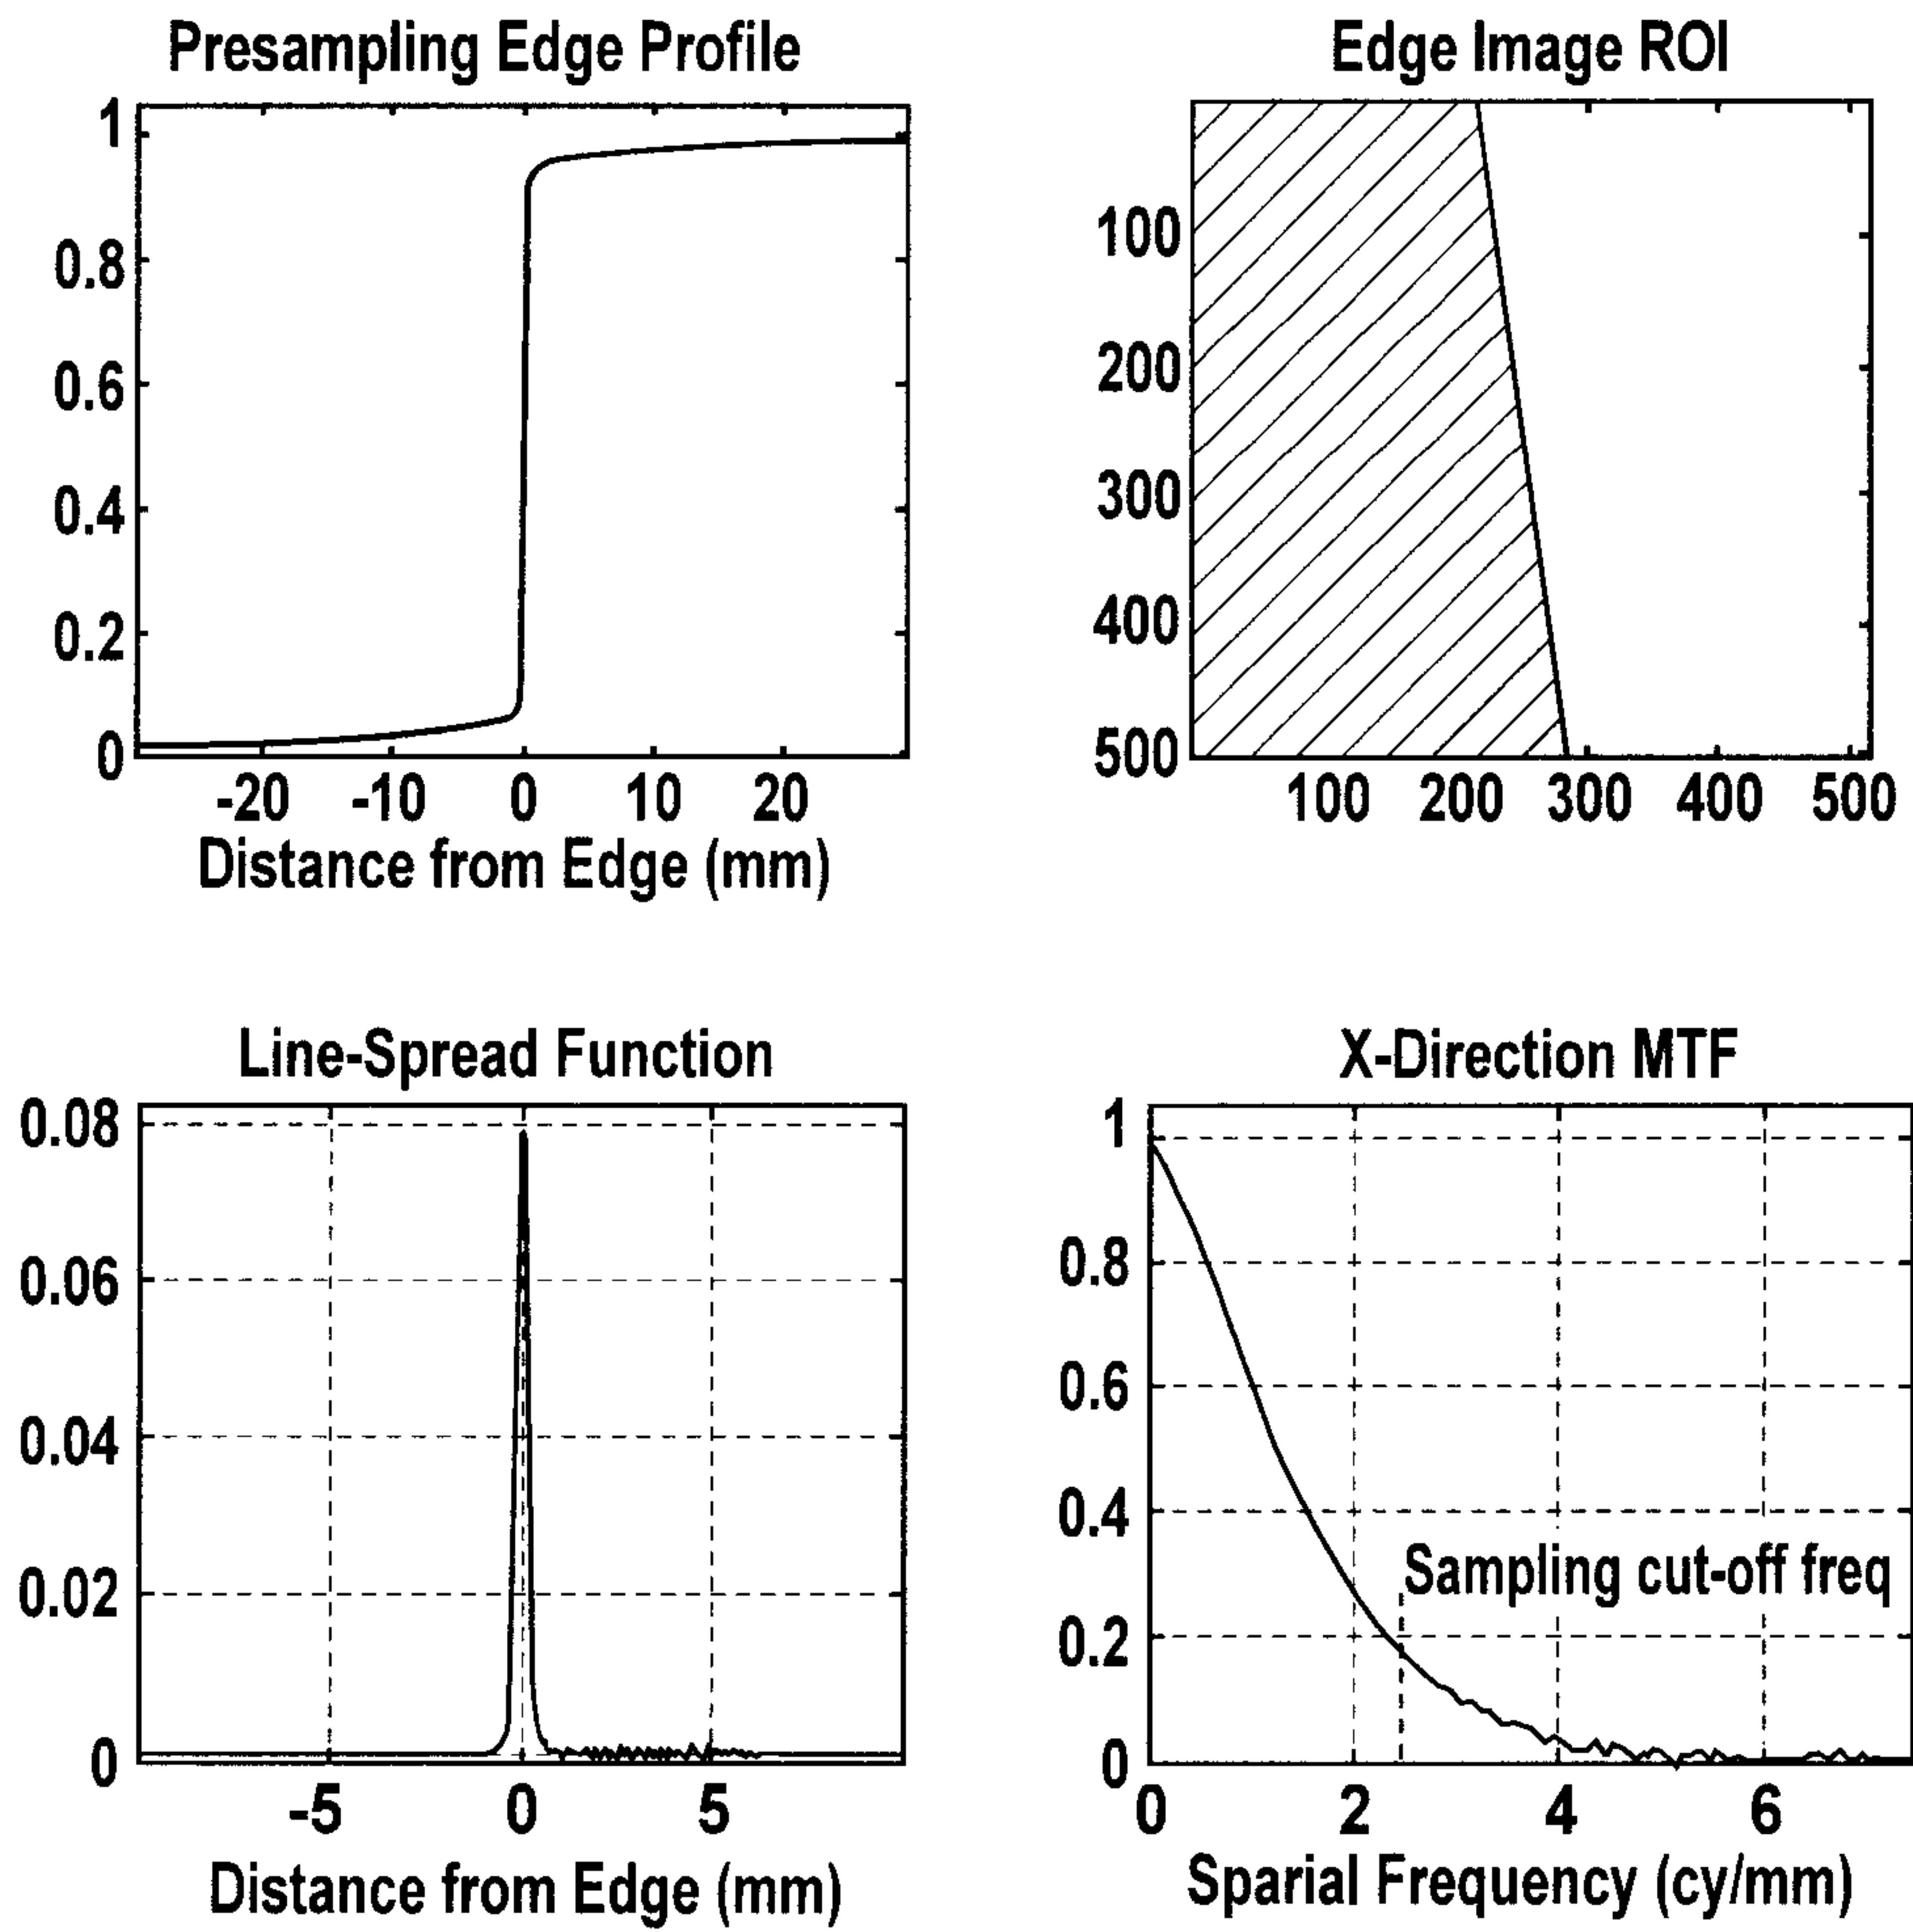 Presampling Edge Profile
1
0.8
0.6
0.4
0.2
0
-20 -10 0 10 20
Distance from Edge (mm)
Edge Image ROI
100
200
300
400
500
100 200 300 400 500
Line-Spread Function
0.08
0.06
0.04
0.02
0
-5 0 5
Distance from Edge (mm)
X-Direction MTF
1
0.8
0.6
0.4
Sampling cut-off freq
0.2
0
0 2 4 6
Sparial Frequency (cy/mm)